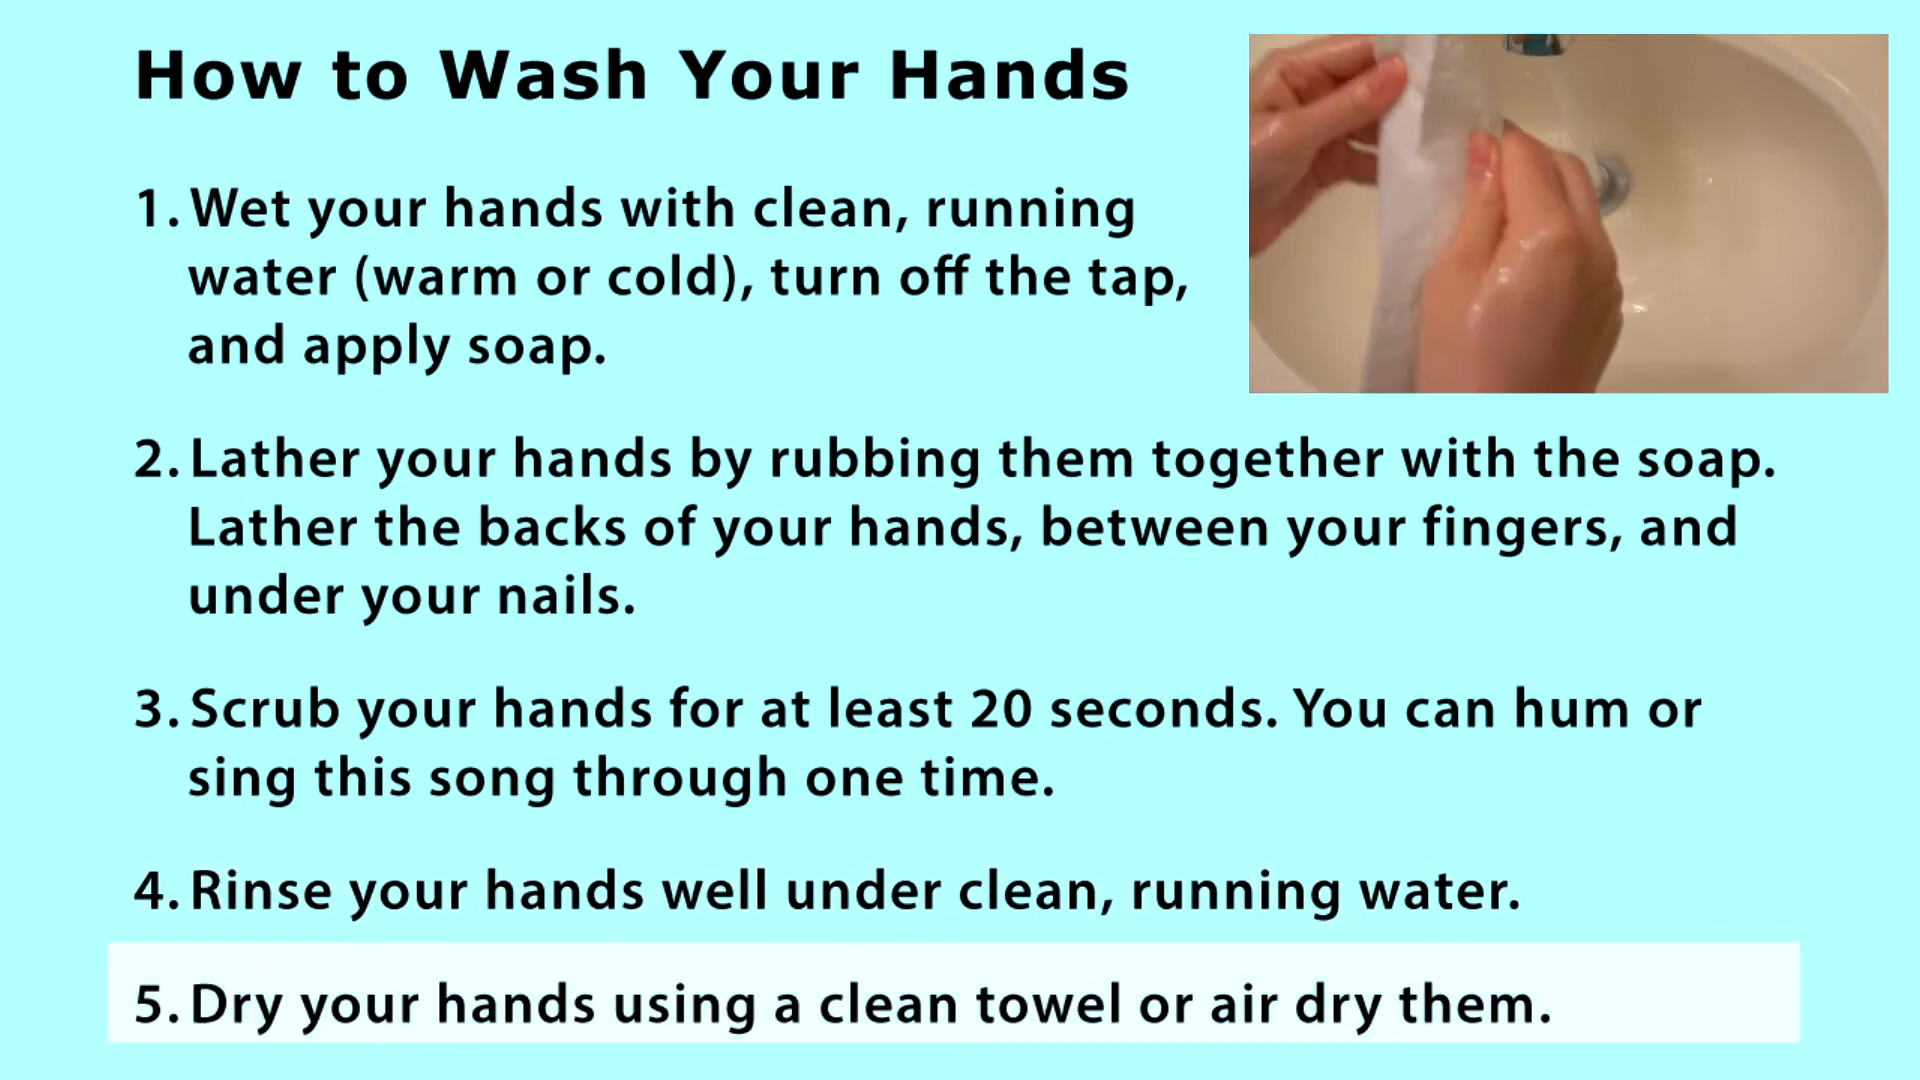 How to Wash Your Hands
1. Wet your hands with clean, running
water (warm or cold), turn off the tap,
and apply soap.
2. Lather your hands by rubbing them together with the soap.
Lather the backs of your hands, between your fingers, and
under your nails.
3. Scrub your hands for at least 20 seconds. You can hum or
sing this song through one time.
4. Rinse your hands well under clean, running water.
5. Dry your hands using a clean towel or air dry them.